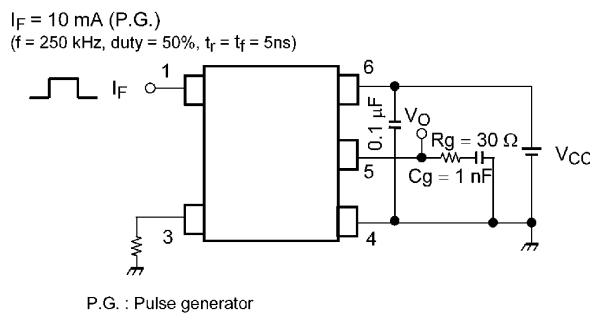 IF = 10 mA (P.G.)
(f = 250 kHz, duty = 50%, tr = tf = 5ns)
1
6
IF
0.1 μF
VO
Rg = 30 Ω
VCC
5
Cg = 1 nF
3
4
P.G. : Pulse generator